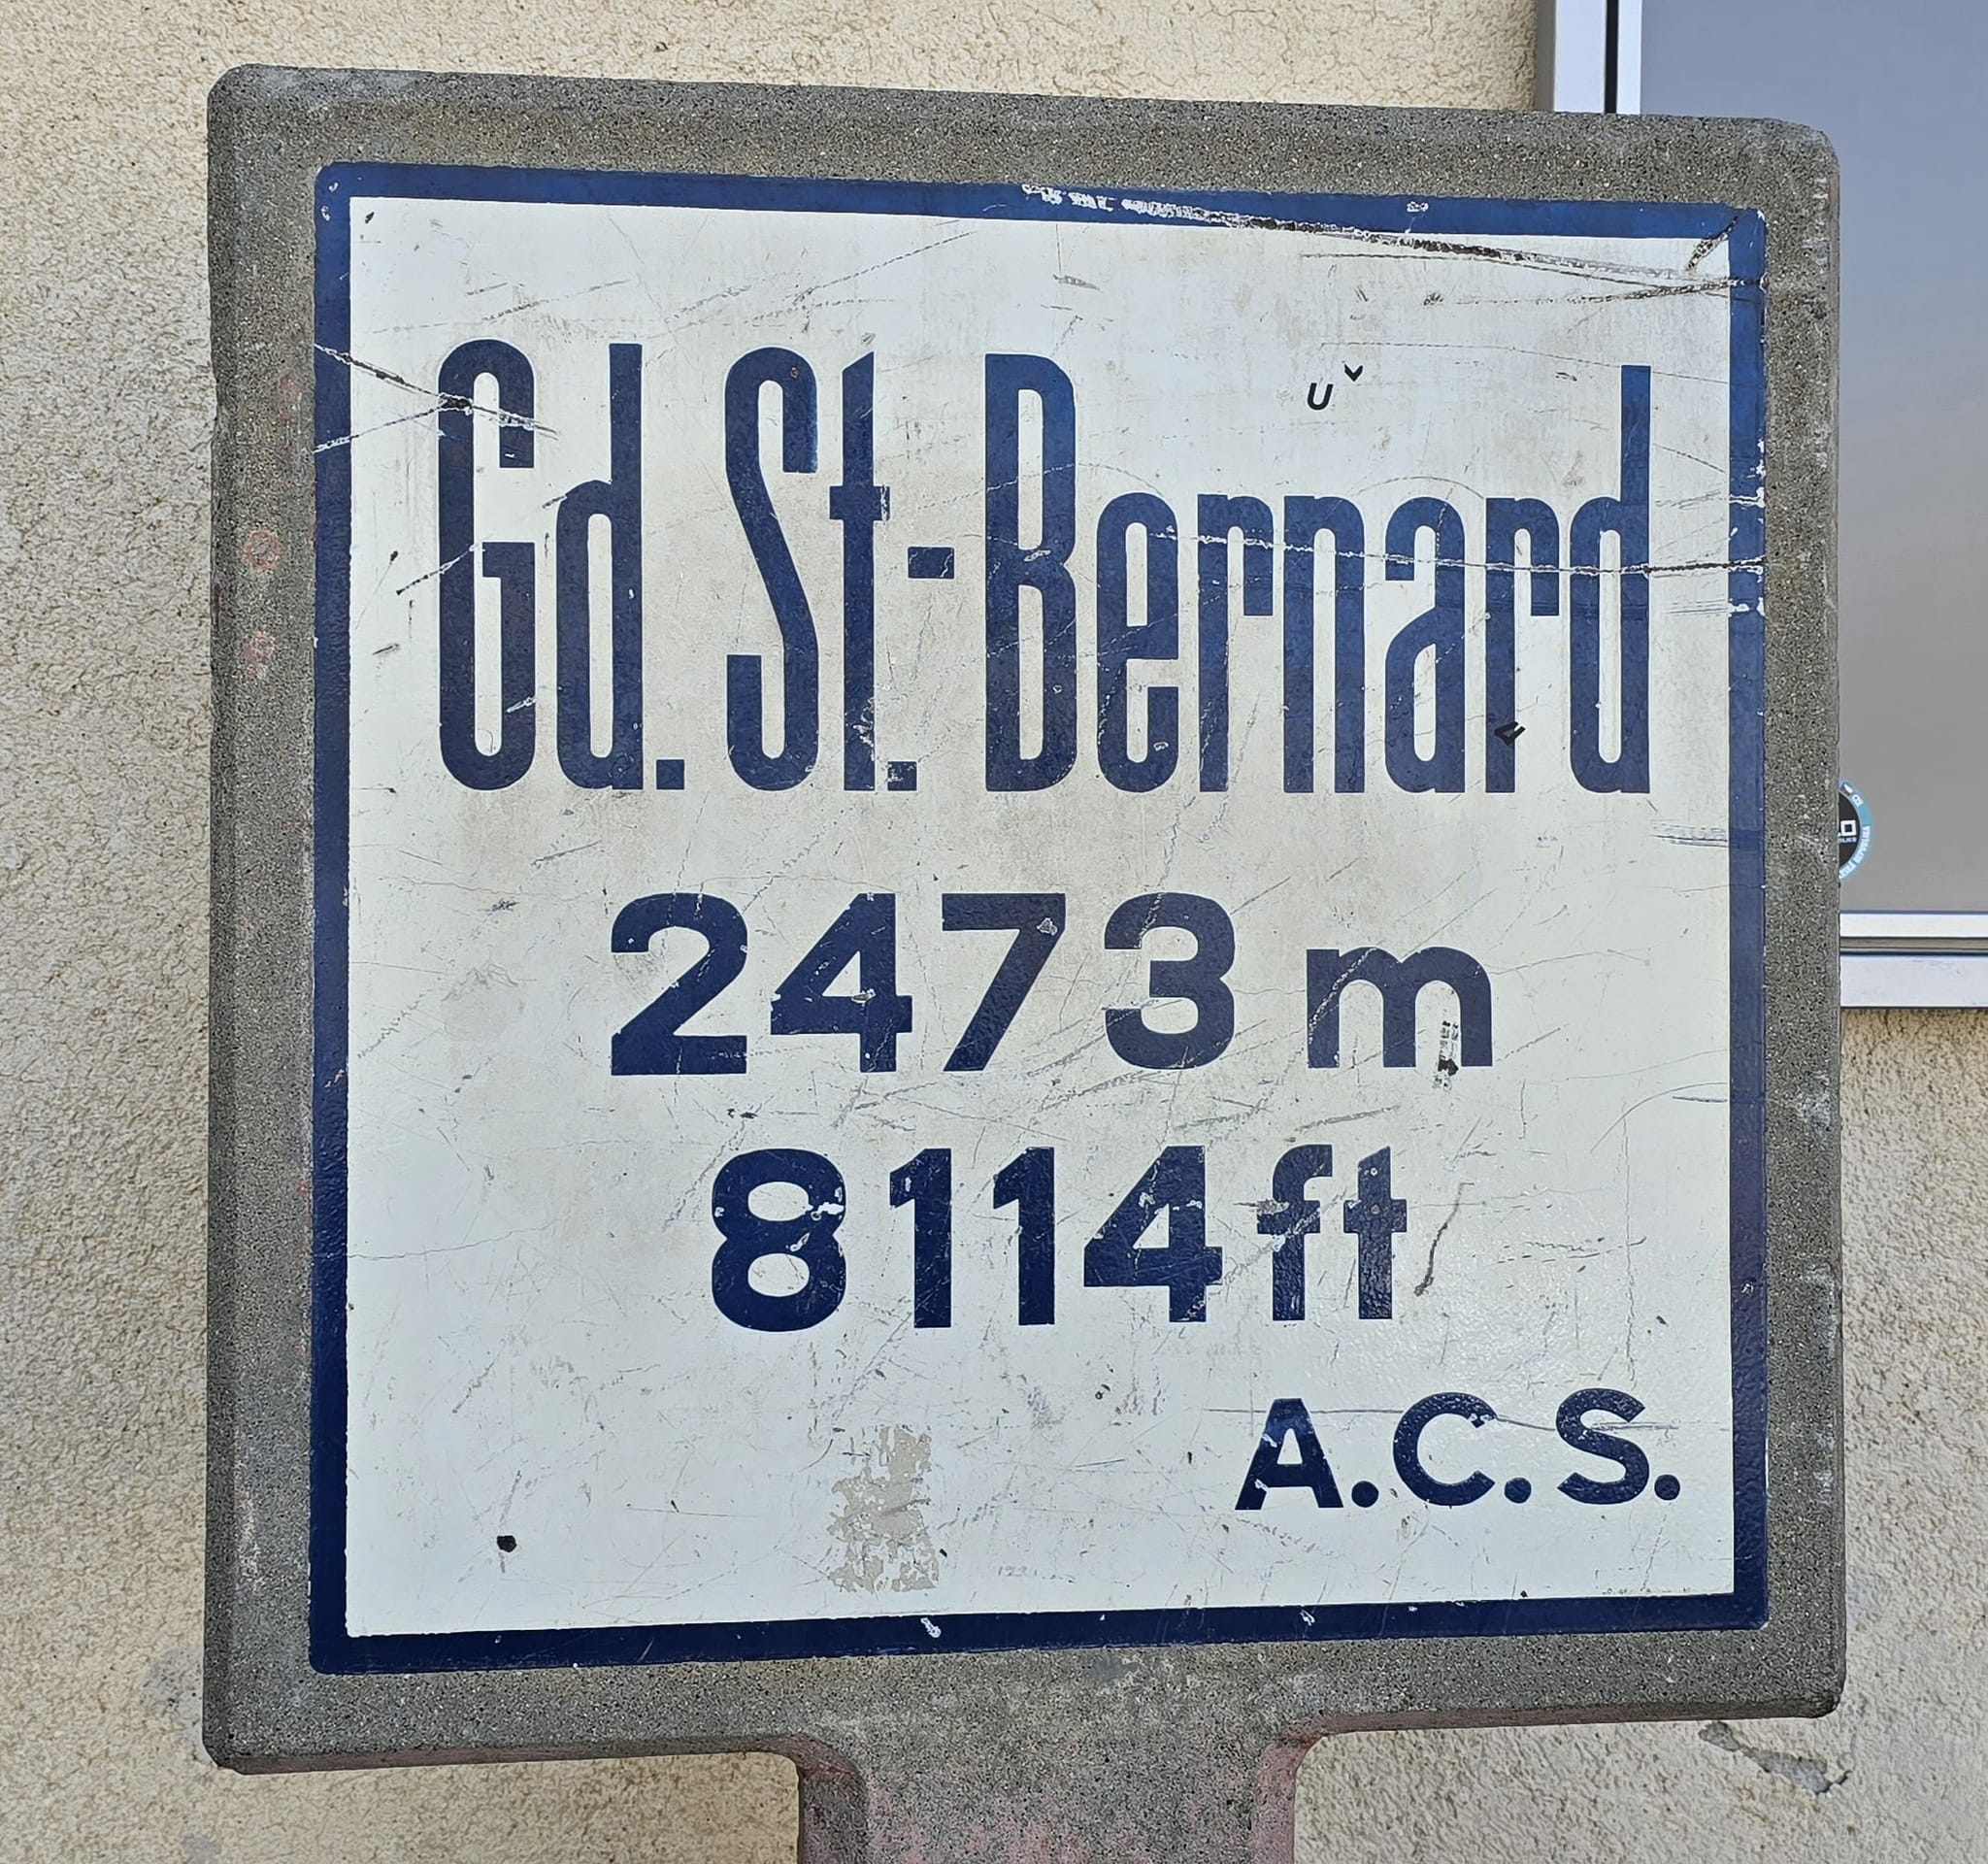 Gd. St.-Bernard
2473 m
8114 ft
A.C.S.